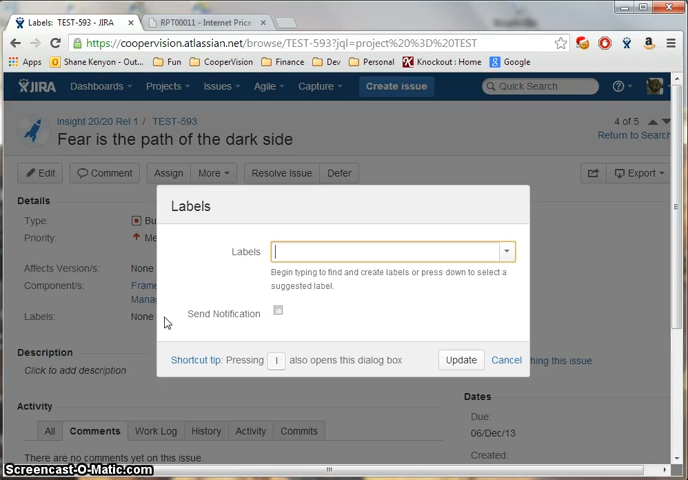 Labels: TEST-593 - JIRA
RPT00011 - Internet Price
https://coopervision.atlassian.net/browse/TEST-593?jql=project%20%3D%20TEST
Apps Shane Kenyon - Out... Fun CooperVision Finance Dev Personal Knockout : Home Google
JIRA Dashboards Projects Issues Agile Capture Create issue Quick Search
Insight 20/20 Rel 1 / TEST-593
4 of 5
Fear is the path of the dark side
Return to Search
Edit Comment Assign More Resolve Issue Defer Export
Details
Type: Bu
Priority: Me
Affects Version/s: None
Component/s: Frame
Mana
Labels: None
Labels
Labels
Begin typing to find and create labels or press down to select a
suggested label.
Send Notification
Shortcut tip: Pressing l also opens this dialog box Update Cancel
hing this issue
Description
Click to add description
Activity
All Comments Work Log History Activity Commits
There are no comments yet on this issue.
Dates
Due:
06/Dec/13
Created:
Screencast-O-Matic.com